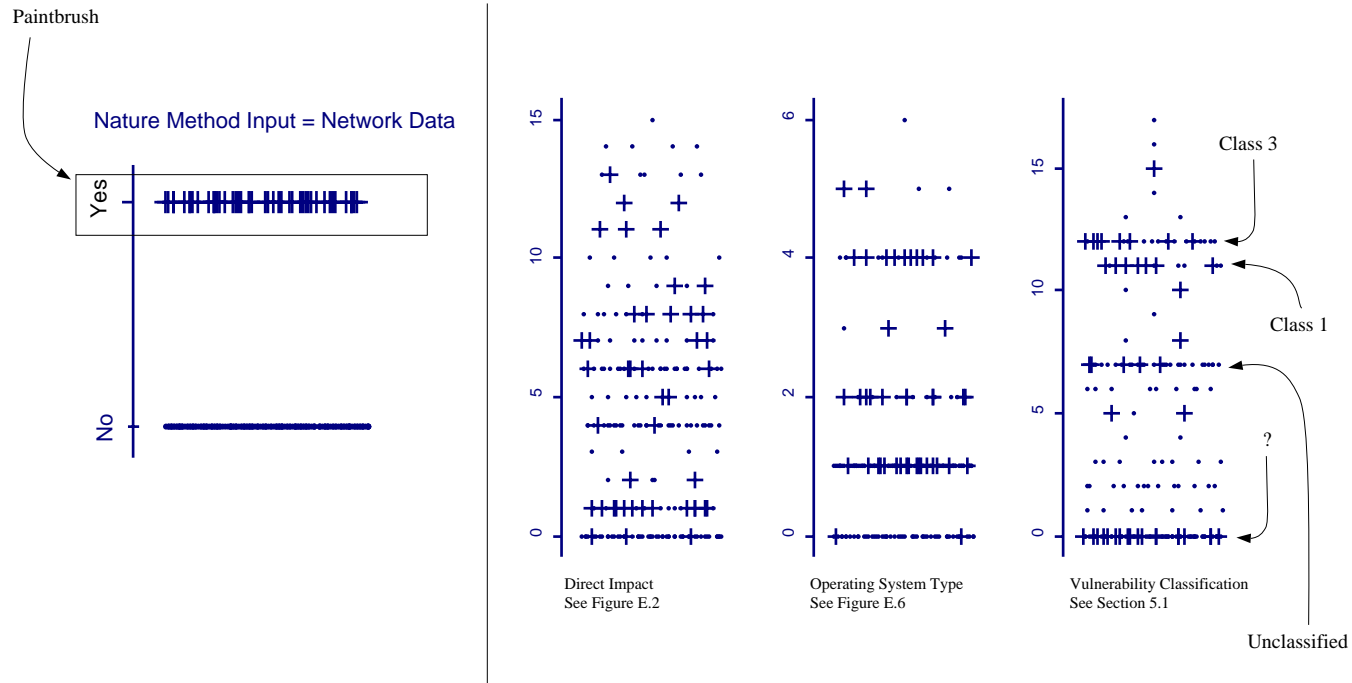 Paintbrush
Nature Method Input = Network Data
Yes
No
15
10
5
0
Direct Impact
See Figure E.2
6
4
2
0
Operating System Type
See Figure E.6
15
10
5
0
Vulnerability Classification
See Section 5.1
Class 3
Class 1
?
Unclassified